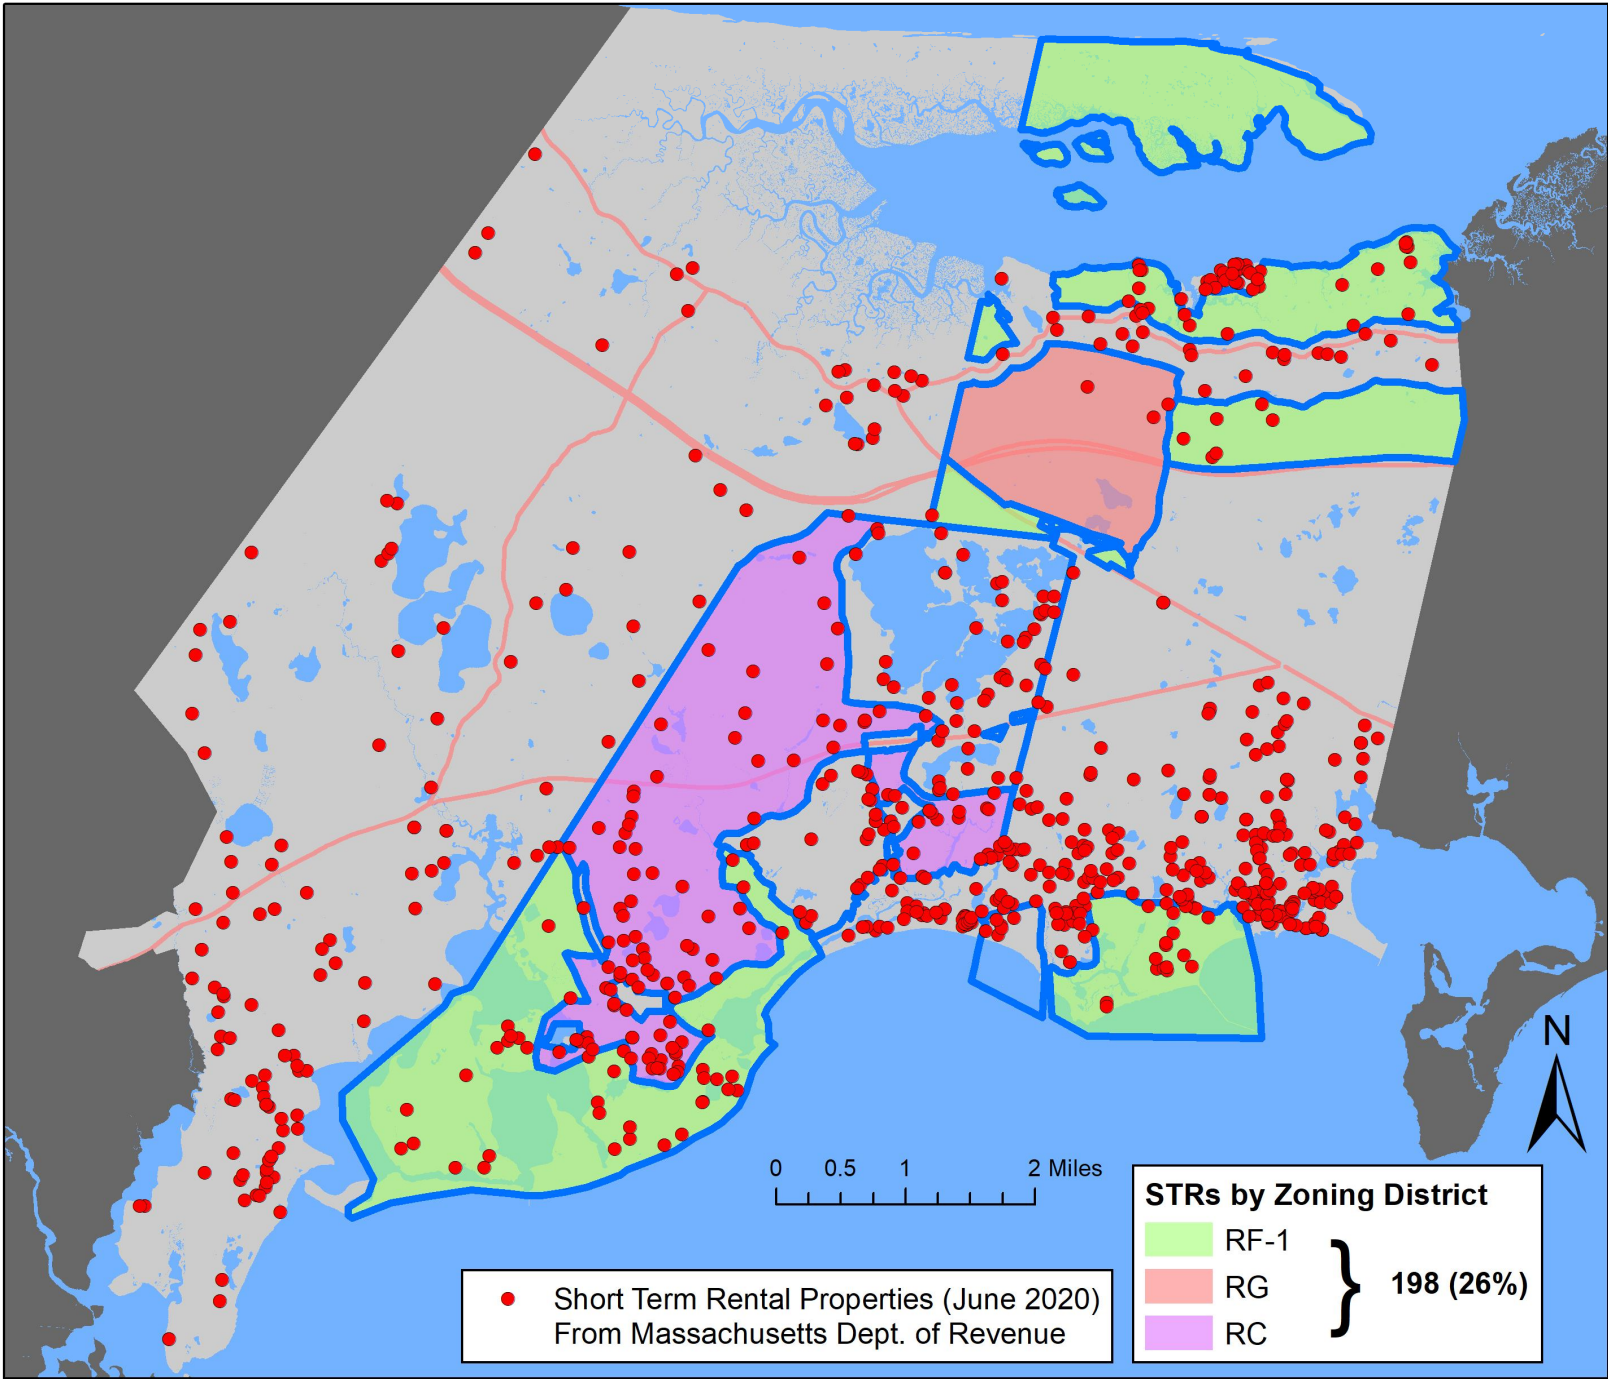 N
0 0.5 1 2 Miles
STRs by Zoning District
RF-1
RG
RC
} 198 (26%)
Short Term Rental Properties (June 2020)
From Massachusetts Dept. of Revenue